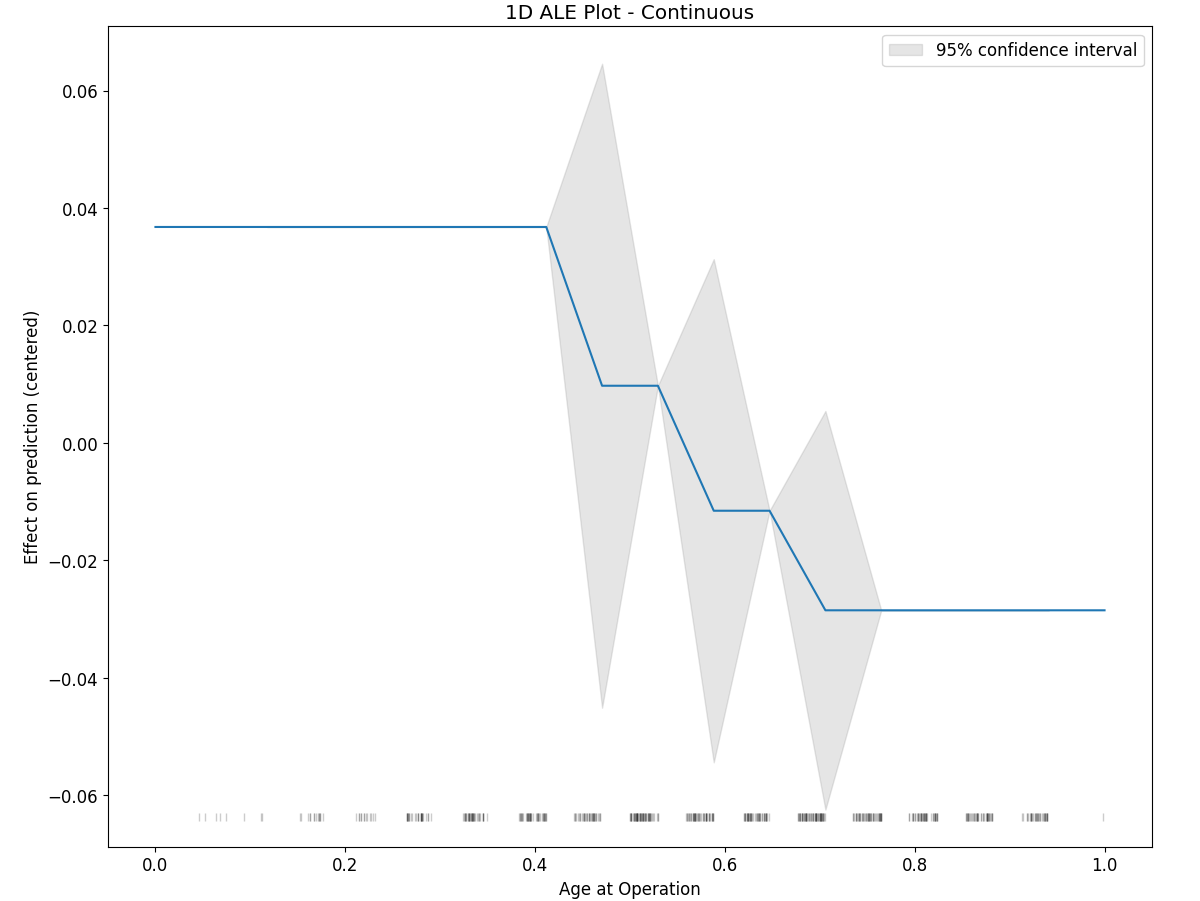 1D ALE Plot - Continuous
95% confidence interval
0.06
0.04
0.02
0.00
−0.02
−0.04
−0.06
Effect on prediction (centered)
0.0 0.2 0.4 0.6 0.8 1.0
Age at Operation